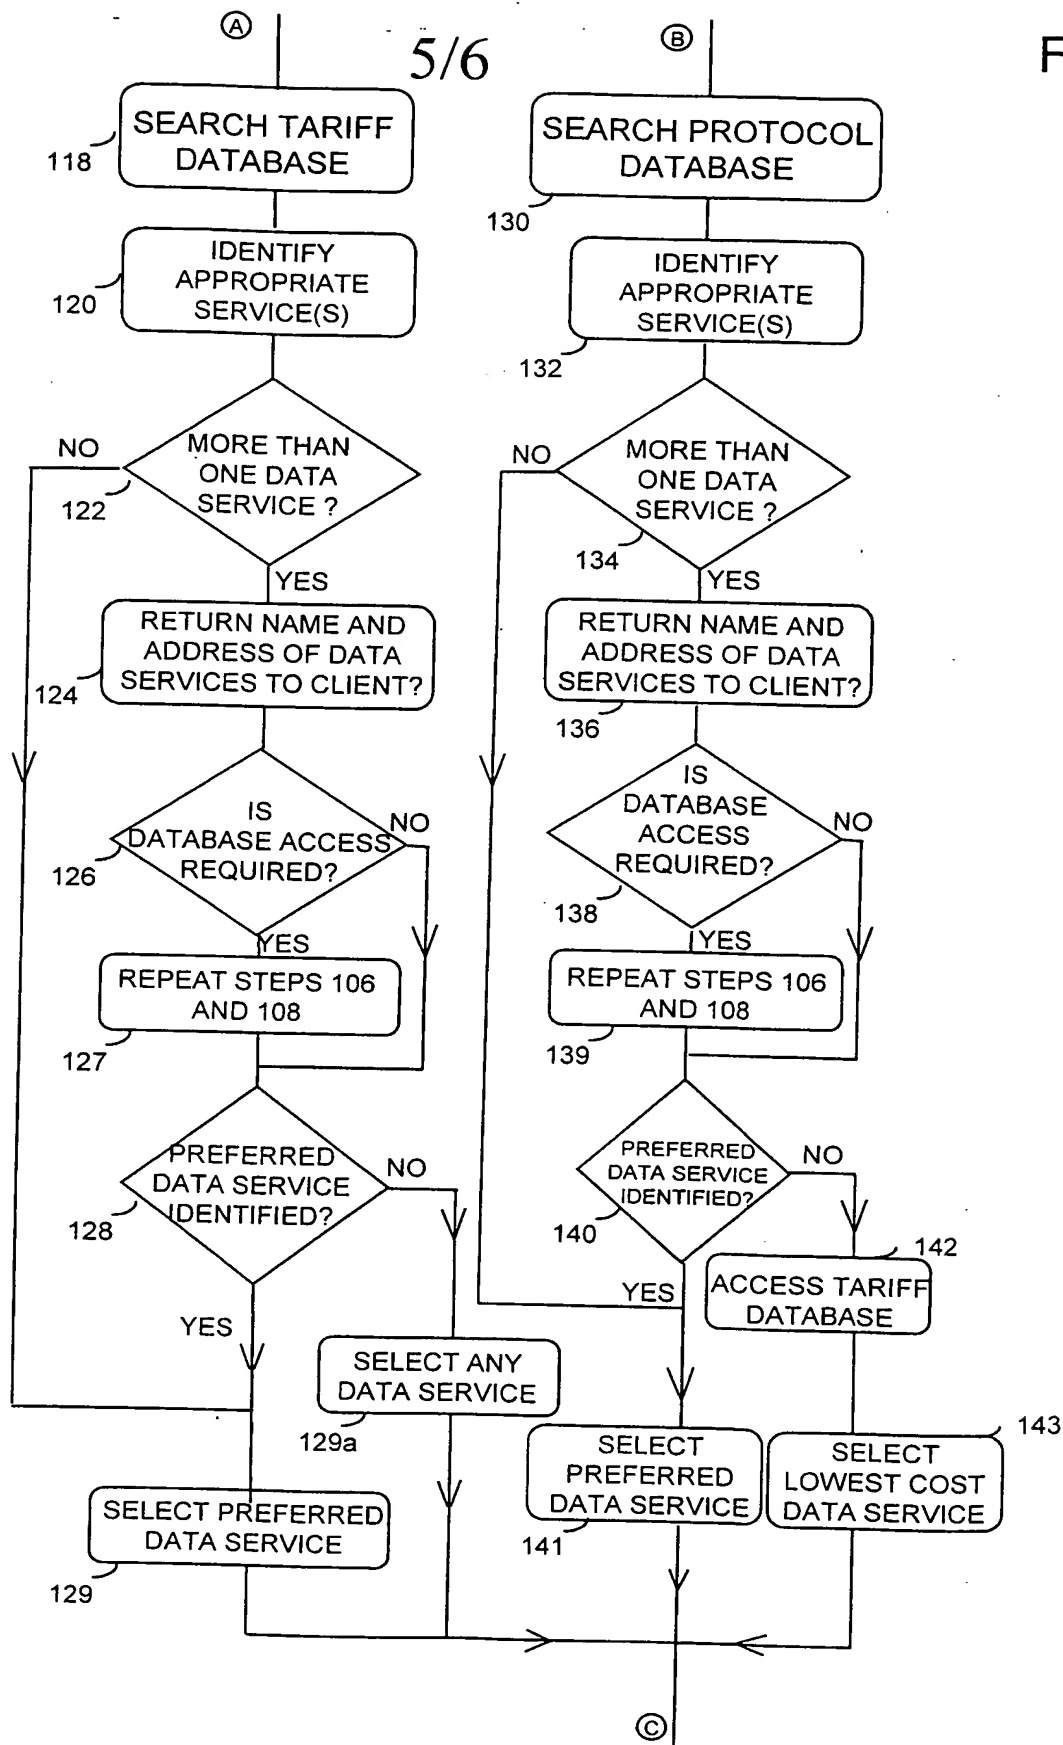 A
5/6
B
F
SEARCH TARIFF
DATABASE
118
IDENTIFY
APPROPRIATE
SERVICE(S)
120
MORE THAN
ONE DATA
SERVICE ?
NO
122
YES
RETURN NAME AND
ADDRESS OF DATA
SERVICES TO CLIENT?
124
IS
DATABASE ACCESS
REQUIRED?
NO
126
YES
REPEAT STEPS 106
AND 108
127
PREFERRED
DATA SERVICE
IDENTIFIED?
NO
128
YES
SELECT ANY
DATA SERVICE
129a
SELECT PREFERRED
DATA SERVICE
129
SEARCH PROTOCOL
DATABASE
130
IDENTIFY
APPROPRIATE
SERVICE(S)
132
MORE THAN
ONE DATA
SERVICE ?
NO
134
YES
RETURN NAME AND
ADDRESS OF DATA
SERVICES TO CLIENT?
136
IS
DATABASE
ACCESS
REQUIRED?
NO
138
YES
REPEAT STEPS 106
AND 108
139
PREFERRED
DATA SERVICE
IDENTIFIED?
NO
140
142
YES
ACCESS TARIFF
DATABASE
143
SELECT
PREFERRED
DATA SERVICE
141
SELECT
LOWEST COST
DATA SERVICE
C